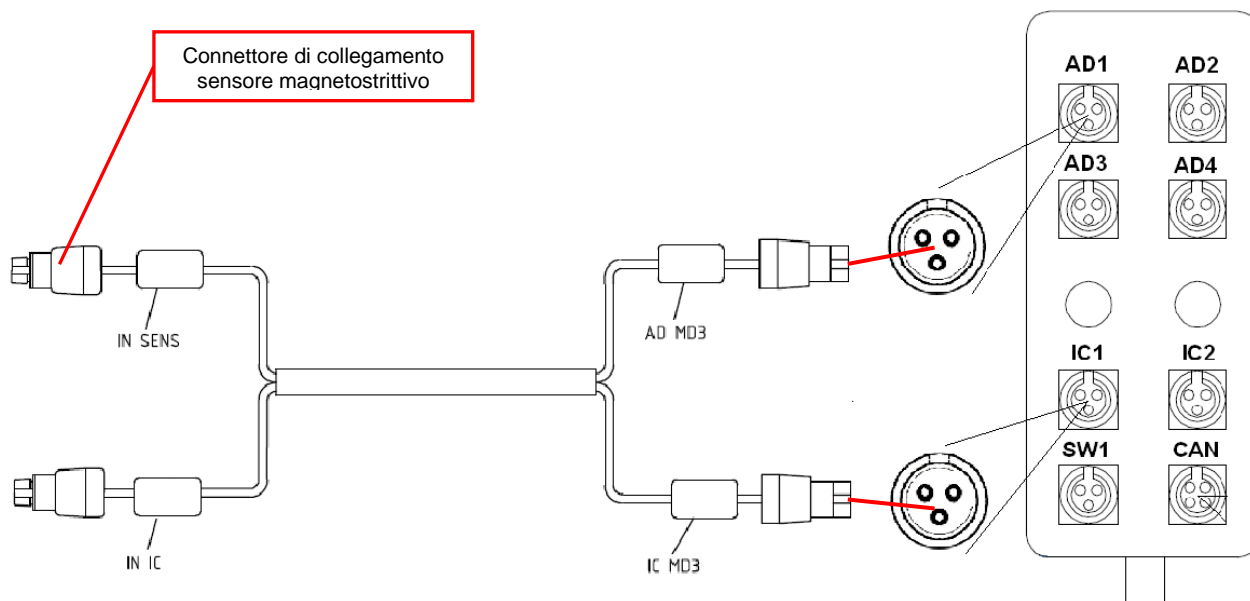 Connettore di collegamento
sensore magnetostrittivo
AD1 AD2
AD3 AD4
IN SENS
AD MD3
IC1 IC2
SW1 CAN
IN IC
IC MD3